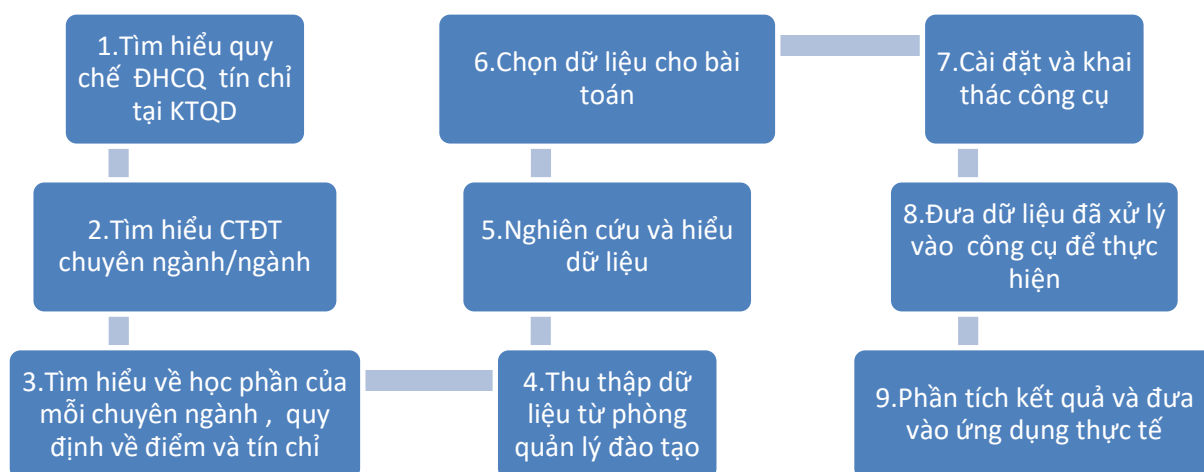 1.Tìm hiểu quy
chế ĐHCQ tín chỉ
tại KTQD
2.Tìm hiểu CTĐT
chuyên ngành/ngành
3.Tìm hiểu về học phần của
mỗi chuyên ngành , quy
định về điểm và tín chỉ
4.Thu thập dữ
liệu từ phòng
quản lý đào tạo
5.Nghiên cứu và hiểu
dữ liệu
6.Chọn dữ liệu cho bài
toán
7.Cài đặt và khai
thác công cụ
8.Đưa dữ liệu đã xử lý
vào công cụ để thực
hiện
9.Phần tích kết quả và đưa
vào ứng dụng thực tế